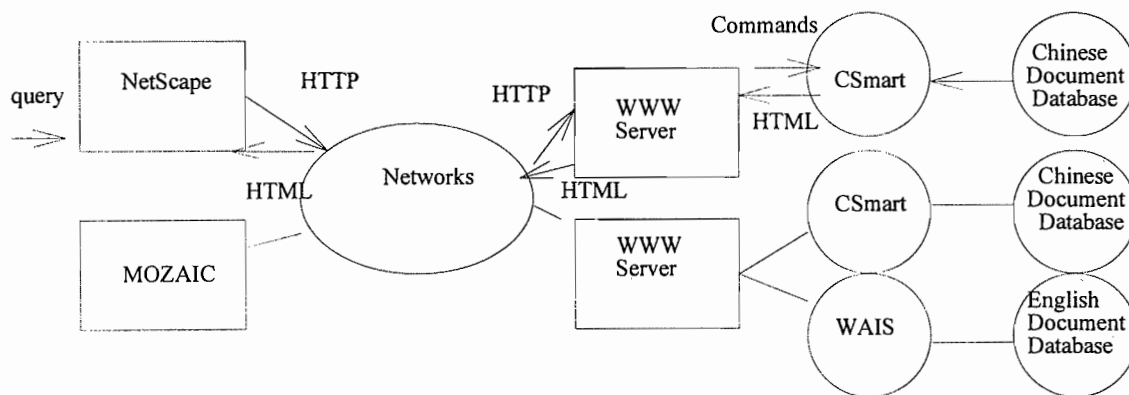 Commands
query
NetScape
HTTP
HTTP
WWW
Server
CSmart
Chinese
Document
Database
HTML
HTML
Networks
HTML
MOZAIC
WWW
Server
CSmart
Chinese
Document
Database
WAIS
English
Document
Database